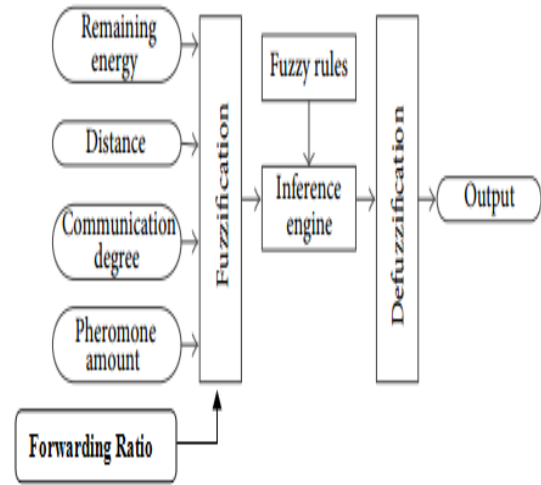 Remaining
energy
Distance
Communication
degree
Pheromone
amount
Forwarding Ratio
Fuzzification
Fuzzy rules
Inference
engine
Defuzzification
Output